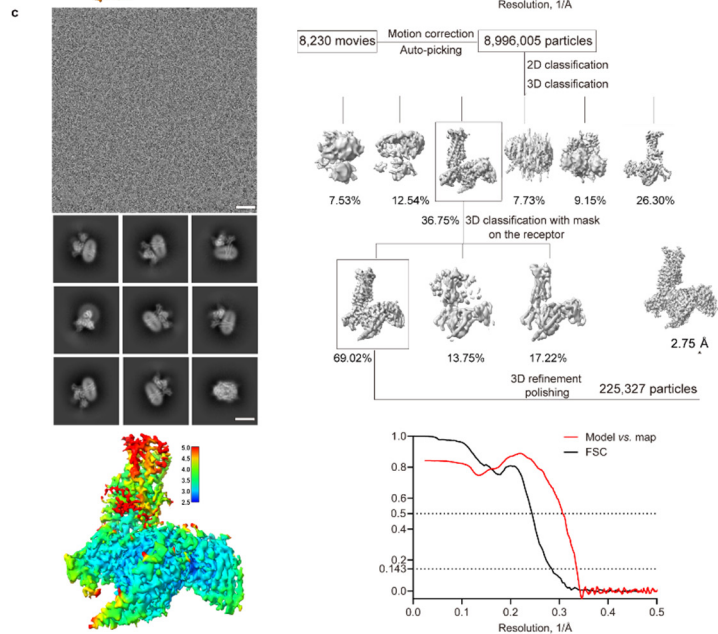 Resolution, 1/Å
c
8,230 movies
Motion correction
Auto-picking
8,996,005 particles
2D classification
3D classification
7.53%
12.54%
7.73%
9.15%
26.30%
36.75%
3D classification with mask
on the receptor
69.02%
13.75%
17.22%
2.75 Å
3D refinement
polishing
225,327 particles
5.0
4.5
4.0
3.5
3.0
2.5
Model vs. map
FSC
1.0
0.8
0.6
0.5
0.4
0.2
0.143
0.0
0.0 0.1 0.2 0.3 0.4 0.5
Resolution, 1/Å